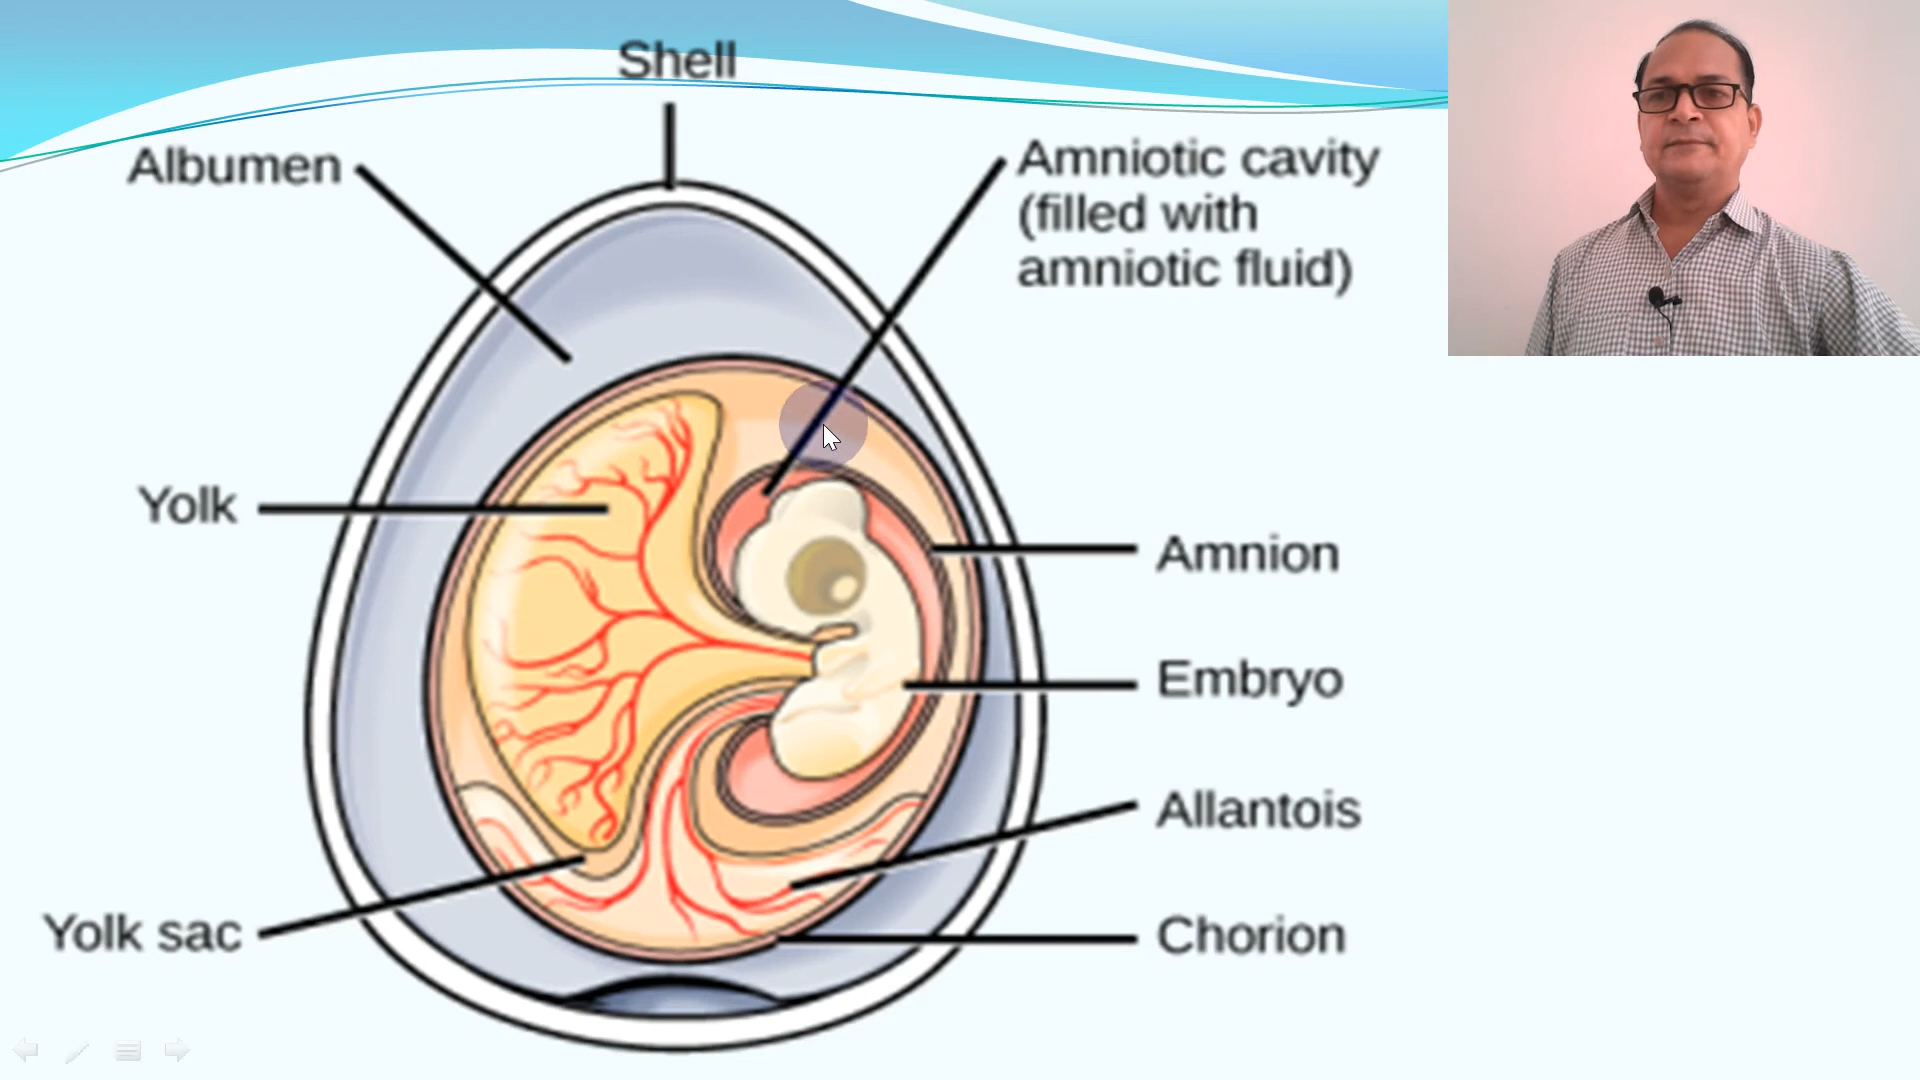 Shell
Albumen
Amniotic cavity
(filled with
amniotic fluid)
Yolk
Amnion
Embryo
Allantois
Yolk sac
Chorion